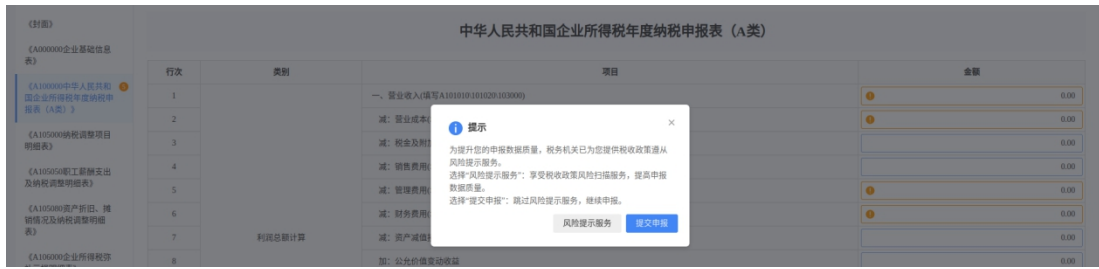 《封面》
中华人民共和国企业所得税年度纳税申报表（A类）
《A000000企业基础信息
表》
行次 类别 项目 金额
《A100000中华人民共和
国企业所得税年度纳税申
报表（A类）》
5
1 一、营业收入(填写A101010\101020\103000) 0.00
2 减：营业成本( 0.00
《A105000纳税调整项目
明细表》
3 减：税金及附 0.00
《A105050职工薪酬支出
及纳税调整明细表》
4 减：销售费用( 0.00
5 减：管理费用( 0.00
《A105080资产折旧、摊
销情况及纳税调整明细
表》
6 减：财务费用( 0.00
7 利润总额计算 减：资产减值 0.00
《A106000企业所得税弥
8 加：公允价值变动收益 0.00
提示
为提升您的申报数据质量，税务机关已为您提供税收政策遵从
风险提示服务。
选择“风险提示服务”：享受税收政策风险扫描服务，提高申报
数据质量。
选择“提交申报”：跳过风险提示服务，继续申报。
风险提示服务 提交申报